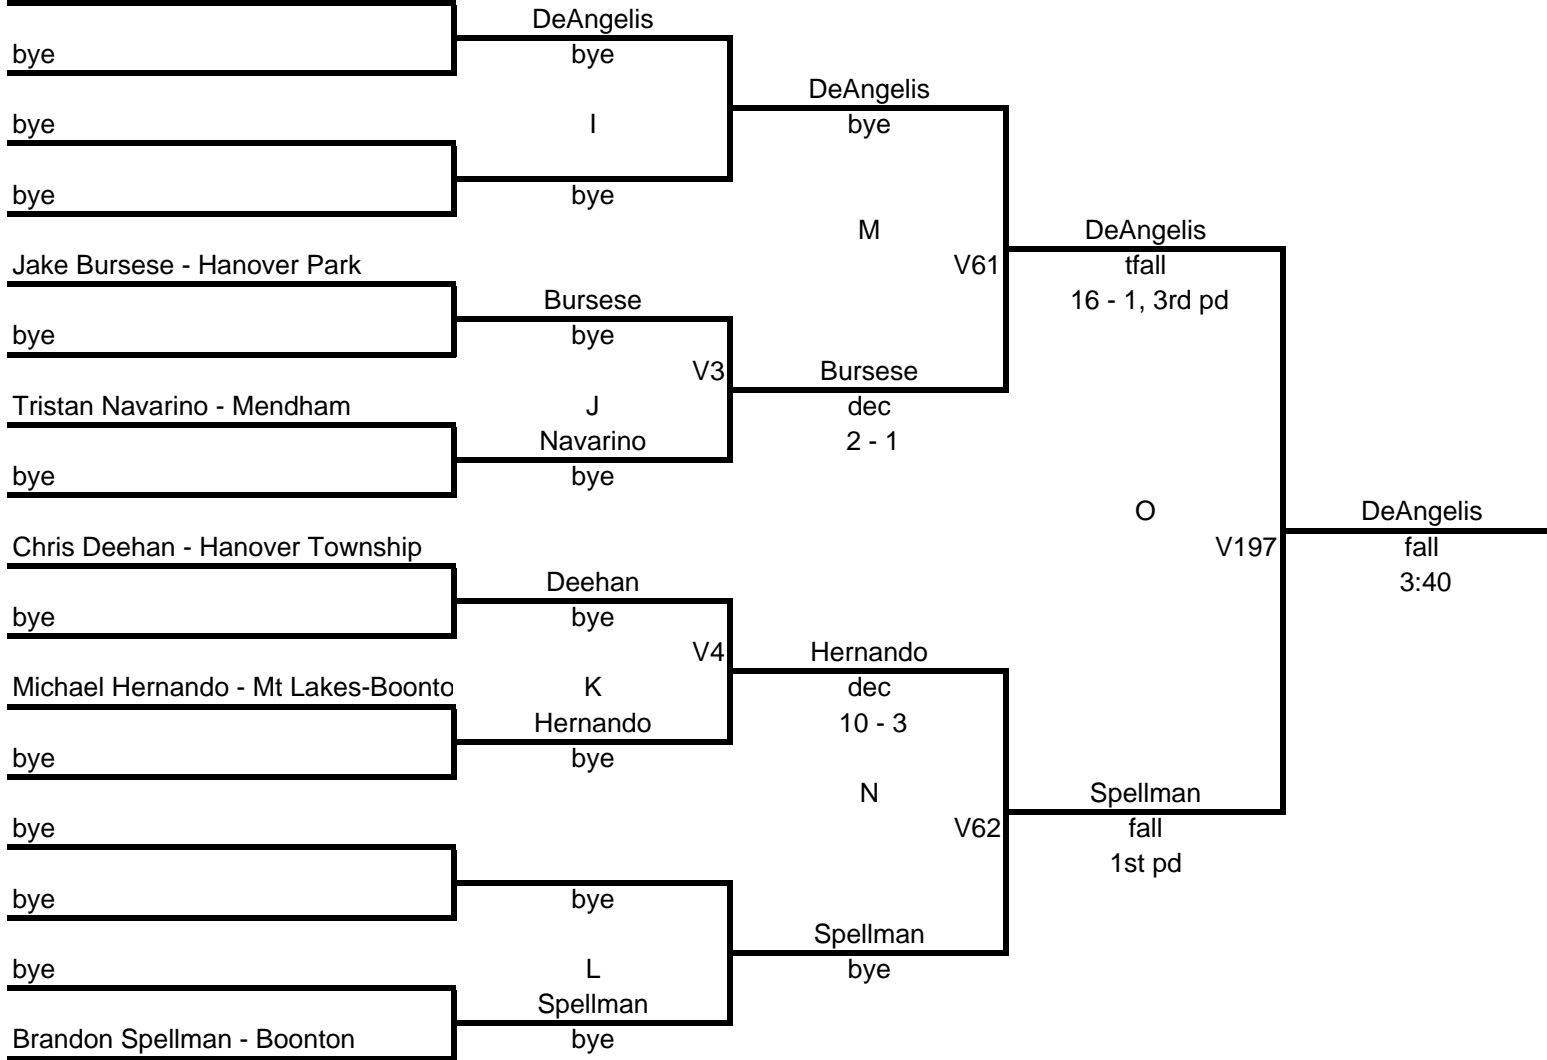 DeAngelis
bye
bye
DeAngelis
bye
I
bye
bye
bye
M
DeAngelis
Jake Bursese - Hanover Park
V61
tfall
Bursese
16 - 1, 3rd pd
bye
bye
V3
Bursese
Tristan Navarino - Mendham
J
dec
Navarino
2 - 1
bye
bye
O
DeAngelis
Chris Deehan - Hanover Township
V197
fall
Deehan
3:40
bye
bye
V4
Hernando
Michael Hernando - Mt Lakes-Boonto
K
dec
Hernando
10 - 3
bye
bye
N
Spellman
bye
V62
fall
1st pd
bye
bye
Spellman
bye
L
bye
Spellman
Brandon Spellman - Boonton
bye